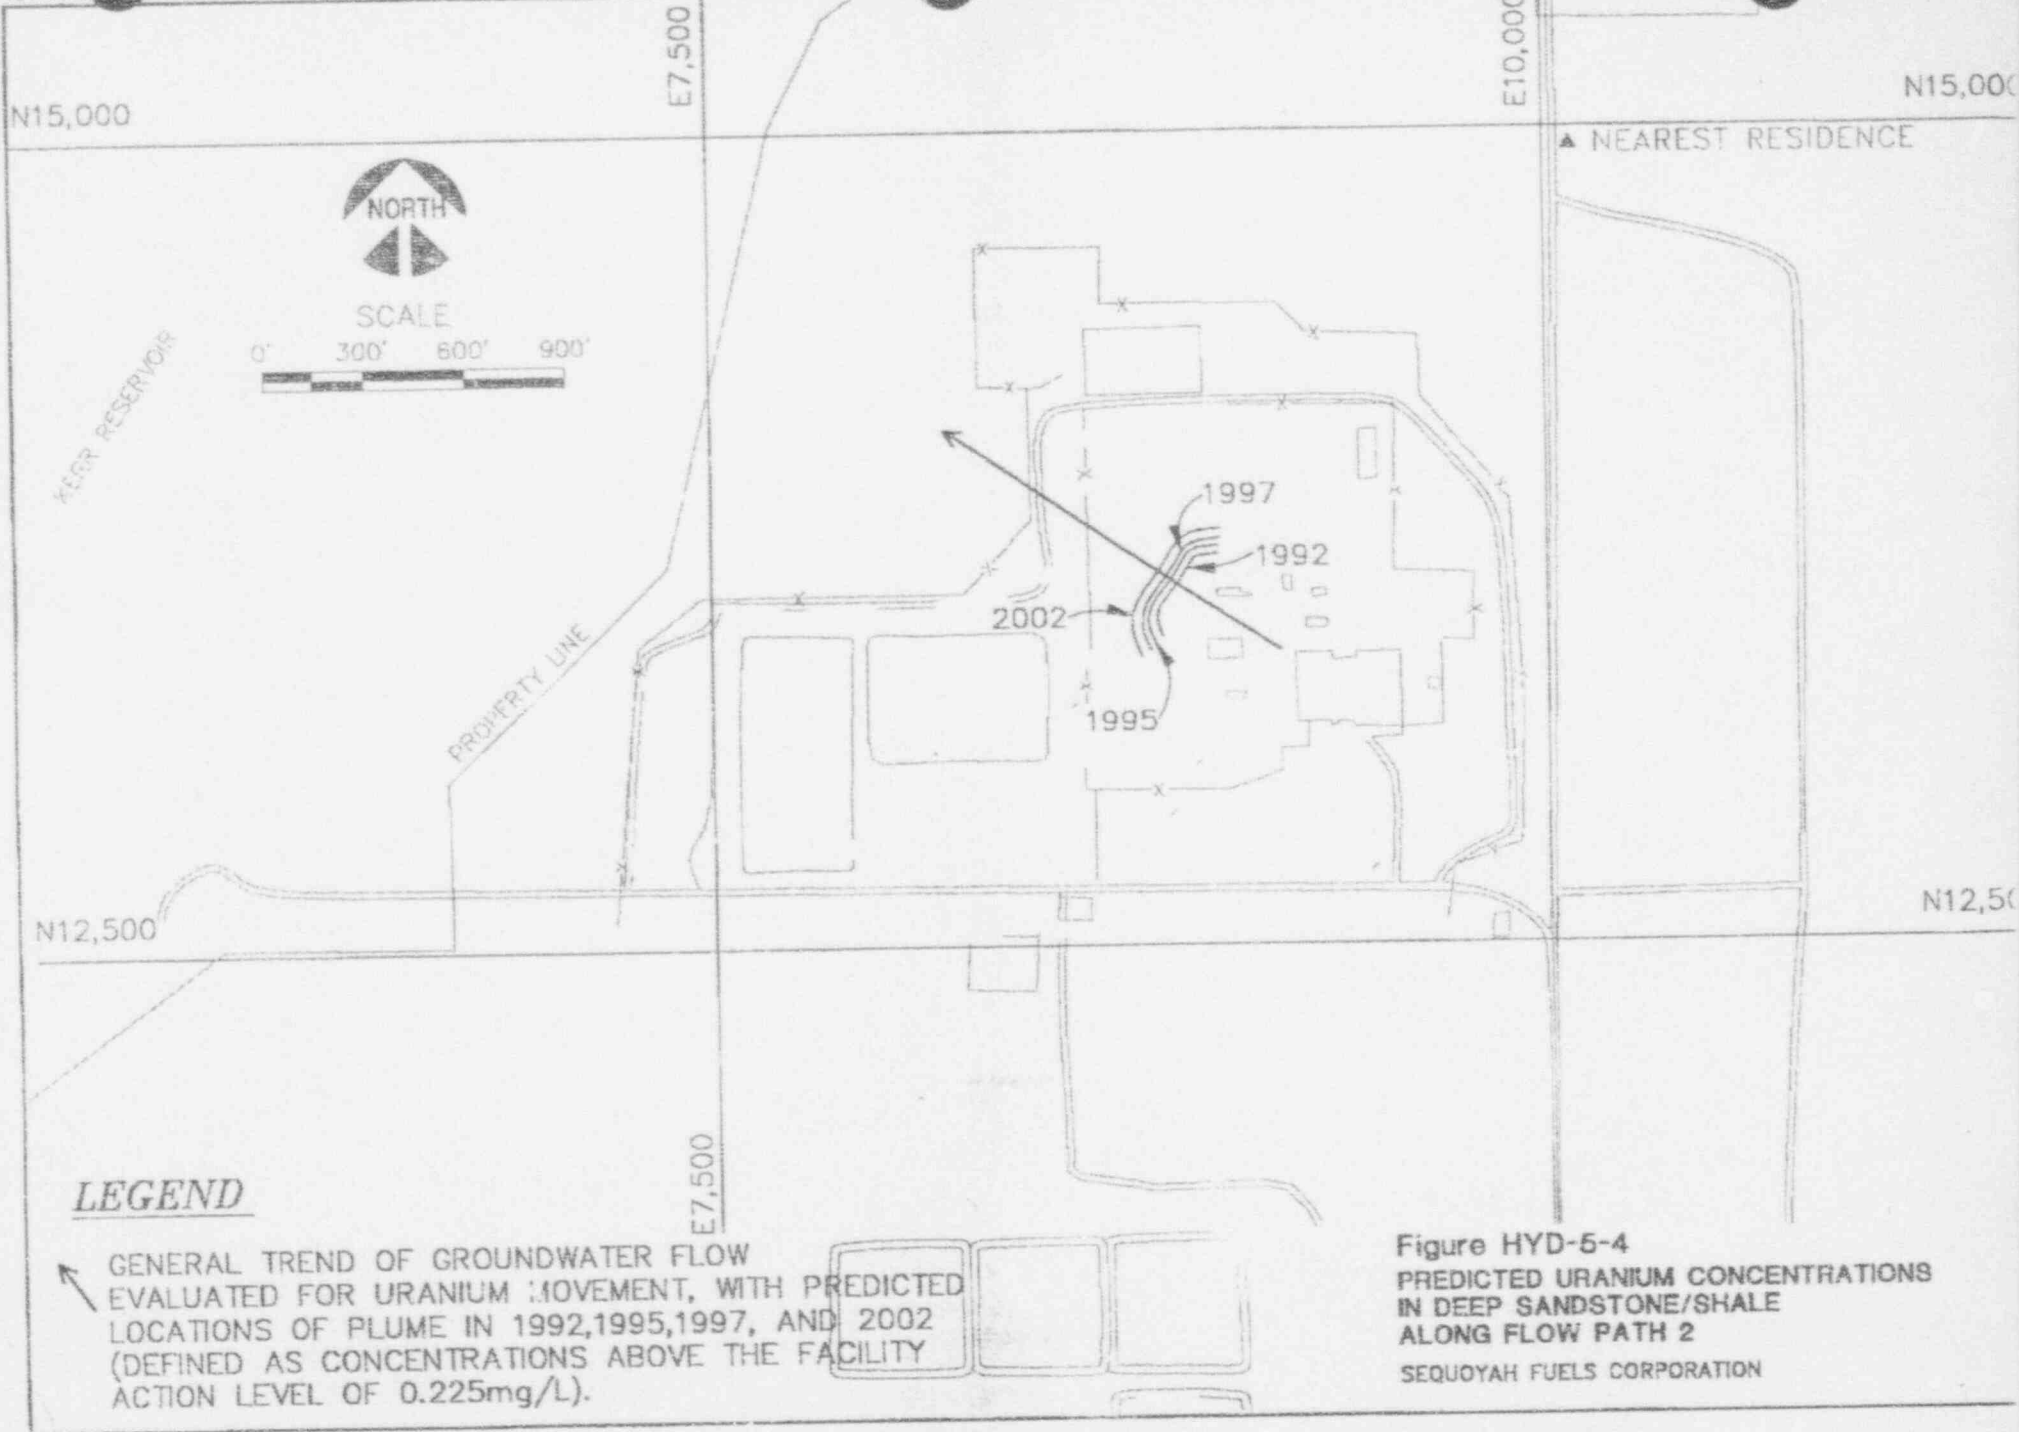 E7,500
E10,000
N15,000
N15,000
▲ NEAREST RESIDENCE
NORTH
SCALE
0' 300' 600' 900'
KERR RESERVOIR
1997
1992
2002
1995
PROPERTY LINE
N12,500
N12,50
E7,500
LEGEND
GENERAL TREND OF GROUNDWATER FLOW
EVALUATED FOR URANIUM MOVEMENT, WITH PREDICTED
LOCATIONS OF PLUME IN 1992,1995,1997, AND 2002
(DEFINED AS CONCENTRATIONS ABOVE THE FACILITY
ACTION LEVEL OF 0.225mg/L).
Figure HYD-5-4
PREDICTED URANIUM CONCENTRATIONS
IN DEEP SANDSTONE/SHALE
ALONG FLOW PATH 2
SEQUOYAH FUELS CORPORATION